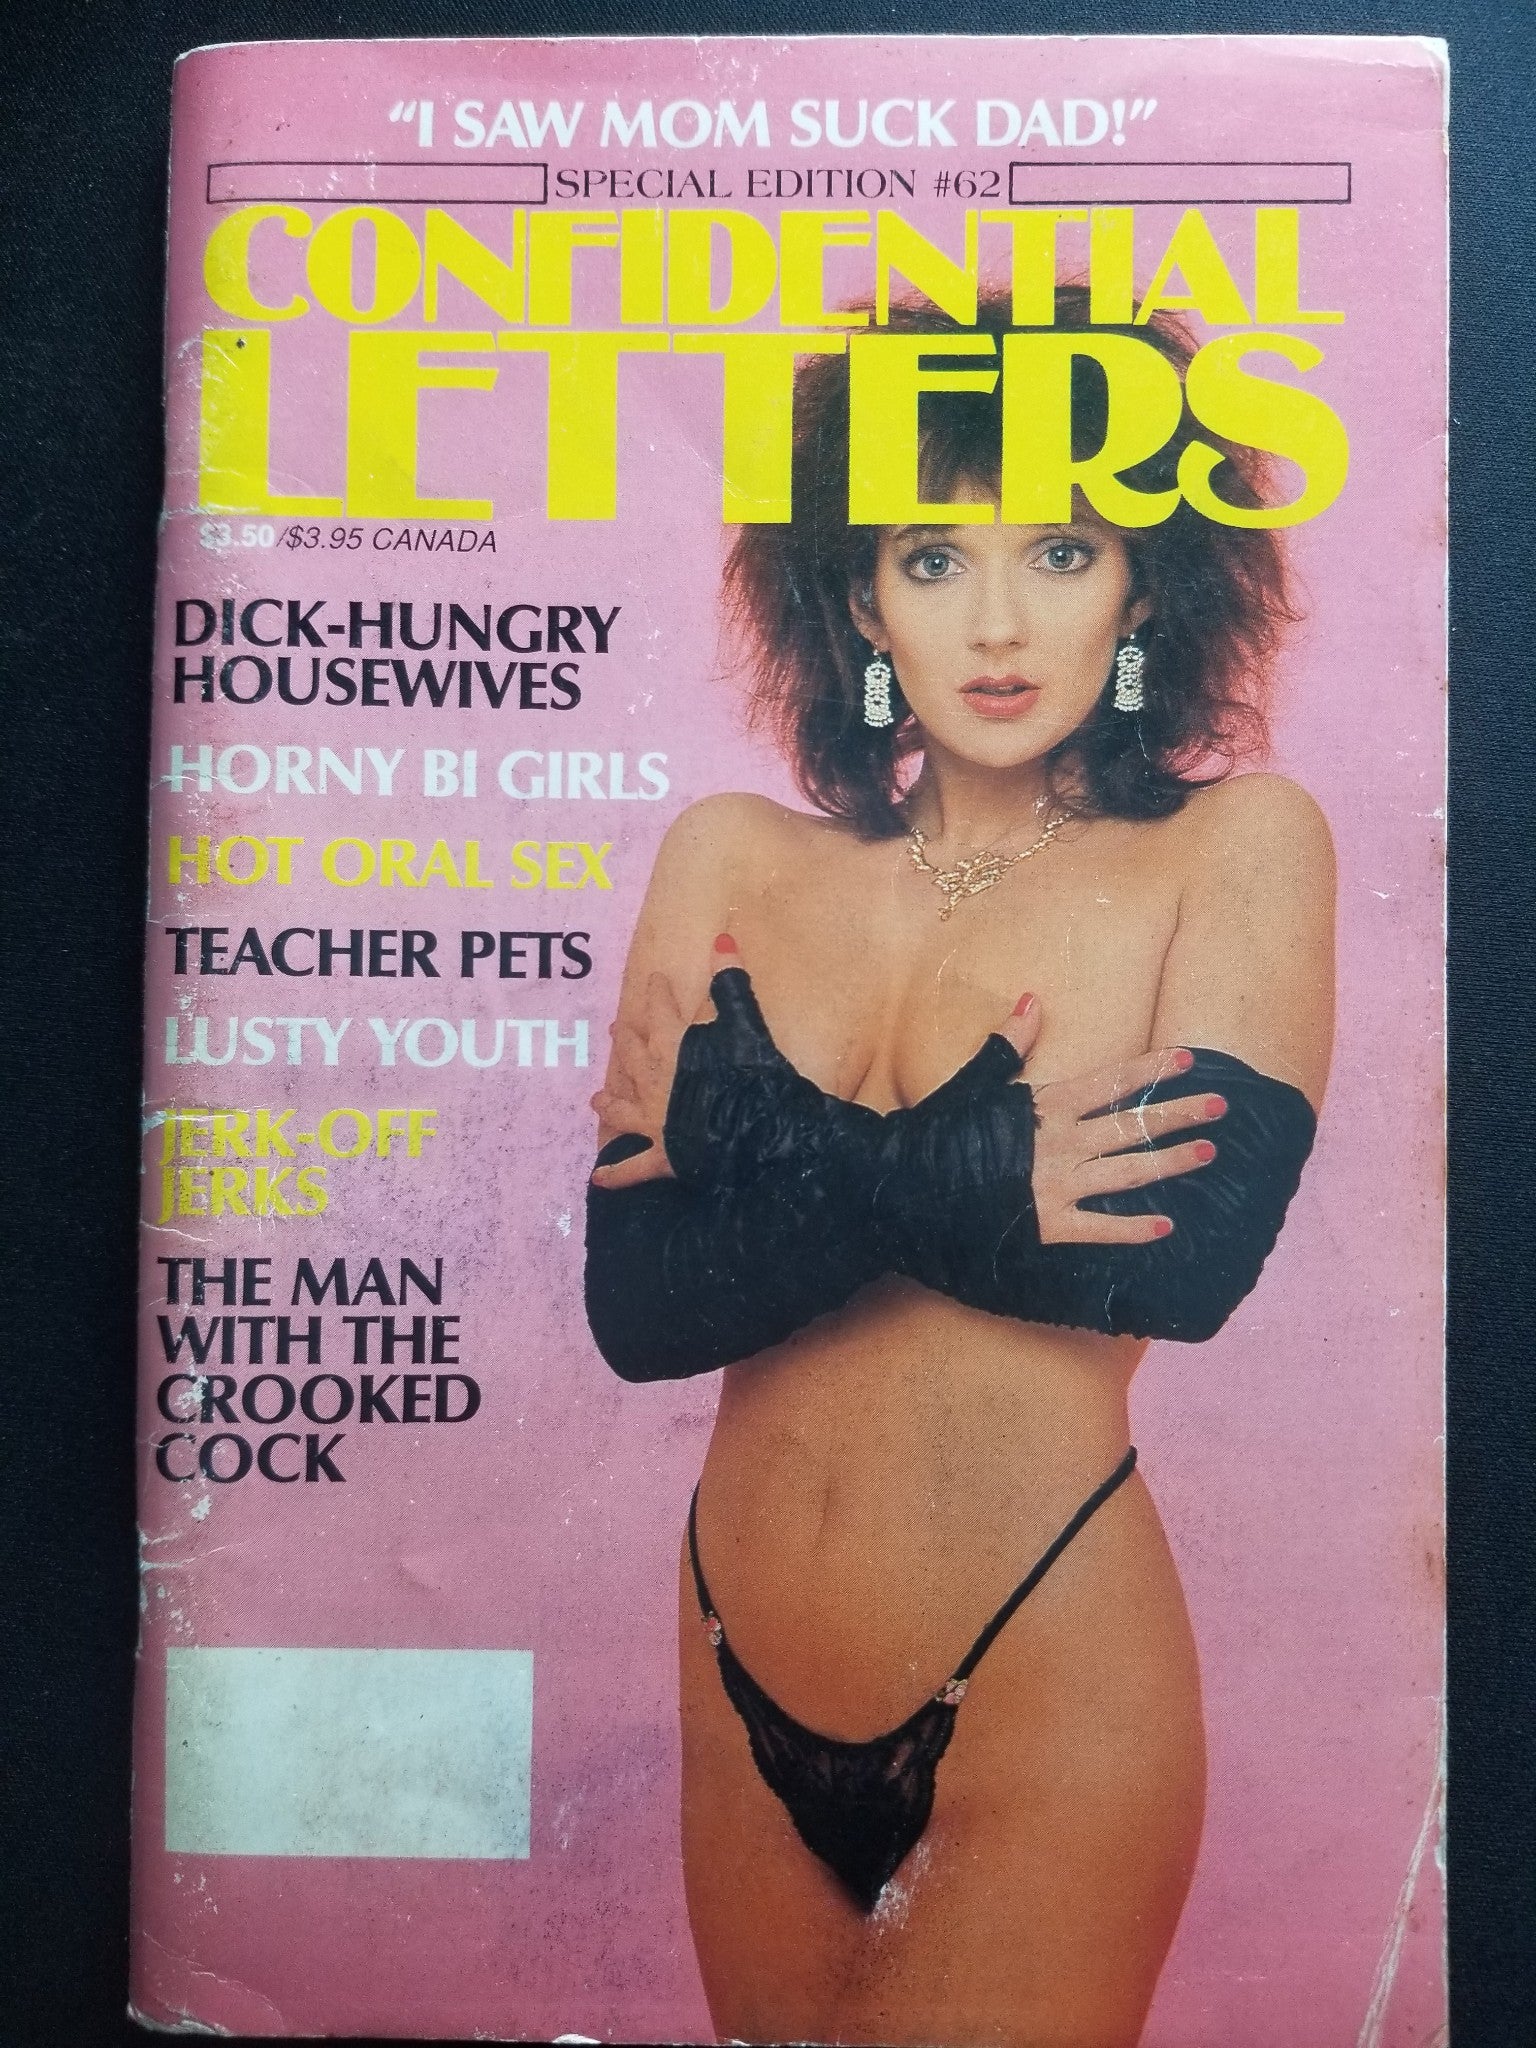 "I SAW MOM SUCK DAD!"
SPECIAL EDITION #62
CONFIDENTIAL
LETTERS
$3.50/$3.95 CANADA
DICK-HUNGRY
HOUSEWIVES
HORNY BI GIRLS
HOT ORAL SEX
TEACHER PETS
LUSTY YOUTH
JERK-OFF
JERKS
THE MAN
WITH THE
CROOKED
COCK